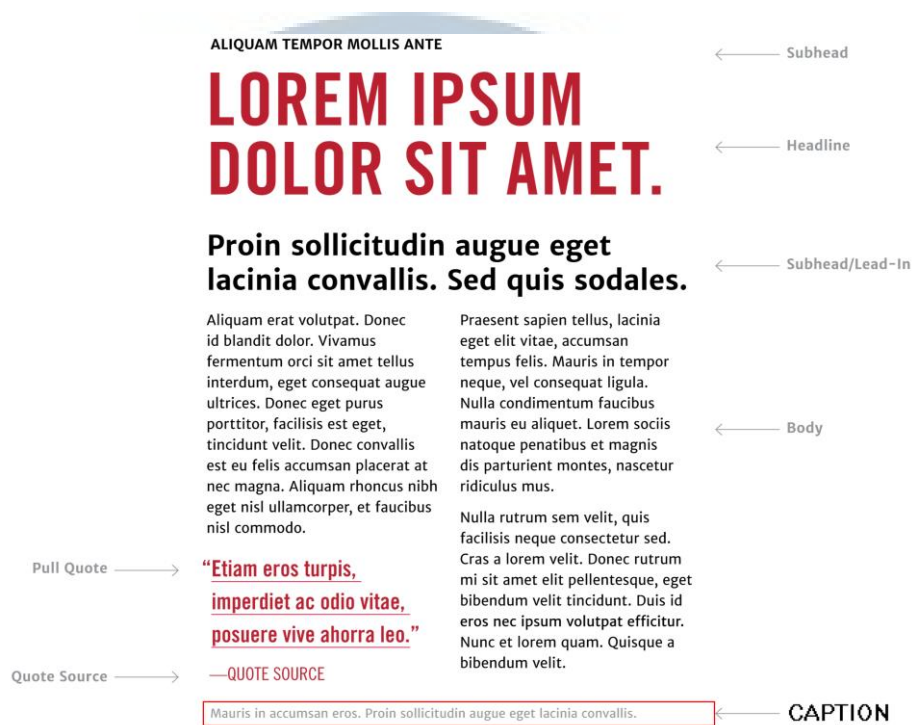 ALIQUAM TEMPOR MOLLIS ANTE
Subhead
LOREM IPSUM
DOLOR SIT AMET.
Headline
Proin sollicitudin augue eget
lacinia convallis. Sed quis sodales.
Subhead/Lead-In
Aliquam erat volutpat. Donec
id blandit dolor. Vivamus
fermentum orci sit amet tellus
interdum, eget consequat augue
ultrices. Donec eget purus
porttitor, facilisis est eget,
tincidunt velit. Donec convallis
est eu felis accumsan placerat at
nec magna. Aliquam rhoncus nibh
eget nisl ullamcorper, et faucibus
nisl commodo.
Pull Quote
“Etiam eros turpis,
imperdiet ac odio vitae,
posuere vive ahorra leo.”
Quote Source
—QUOTE SOURCE
Praesent sapien tellus, lacinia
eget elit vitae, accumsan
tempus felis. Mauris in tempor
neque, vel consequat ligula.
Nulla condimentum faucibus
mauris eu aliquet. Lorem sociis
natoque penatibus et magnis
dis parturient montes, nascetur
ridiculus mus.
Body
Nulla rutrum sem velit, quis
facilisis neque consectetur sed.
Cras a lorem velit. Donec rutrum
mi sit amet elit pellentesque, eget
bibendum velit tincidunt. Duis id
eros nec ipsum volutpat efficitur.
Nunc et lorem quam. Quisque a
bibendum velit.
Mauris in accumsan eros. Proin sollicitudin augue eget lacinia convallis.
CAPTION